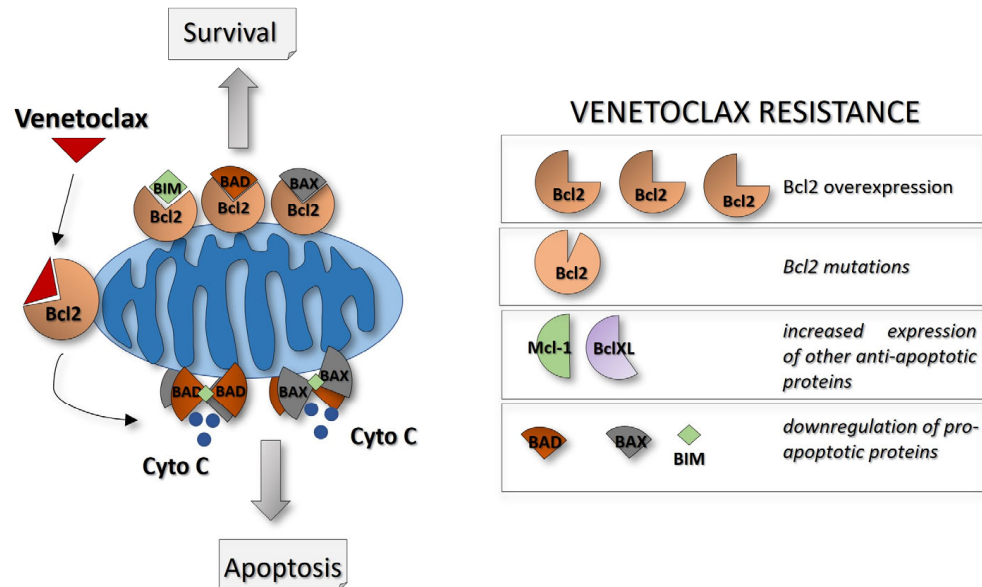 Survival
Venetoclax
BIM
BAD
BAX
Bcl2
Bcl2
Bcl2
Bcl2
BAD
BAD
BAX
BAX
Cyto C
Cyto C
Apoptosis
VENETOCLAX RESISTANCE
Bcl2
Bcl2
Bcl2
Bcl2 overexpression
Bcl2
Bcl2 mutations
Mcl-1
BclXL
increased expression
of other anti-apoptotic
proteins
BAD
BAX
BIM
downregulation of pro-
apoptotic proteins